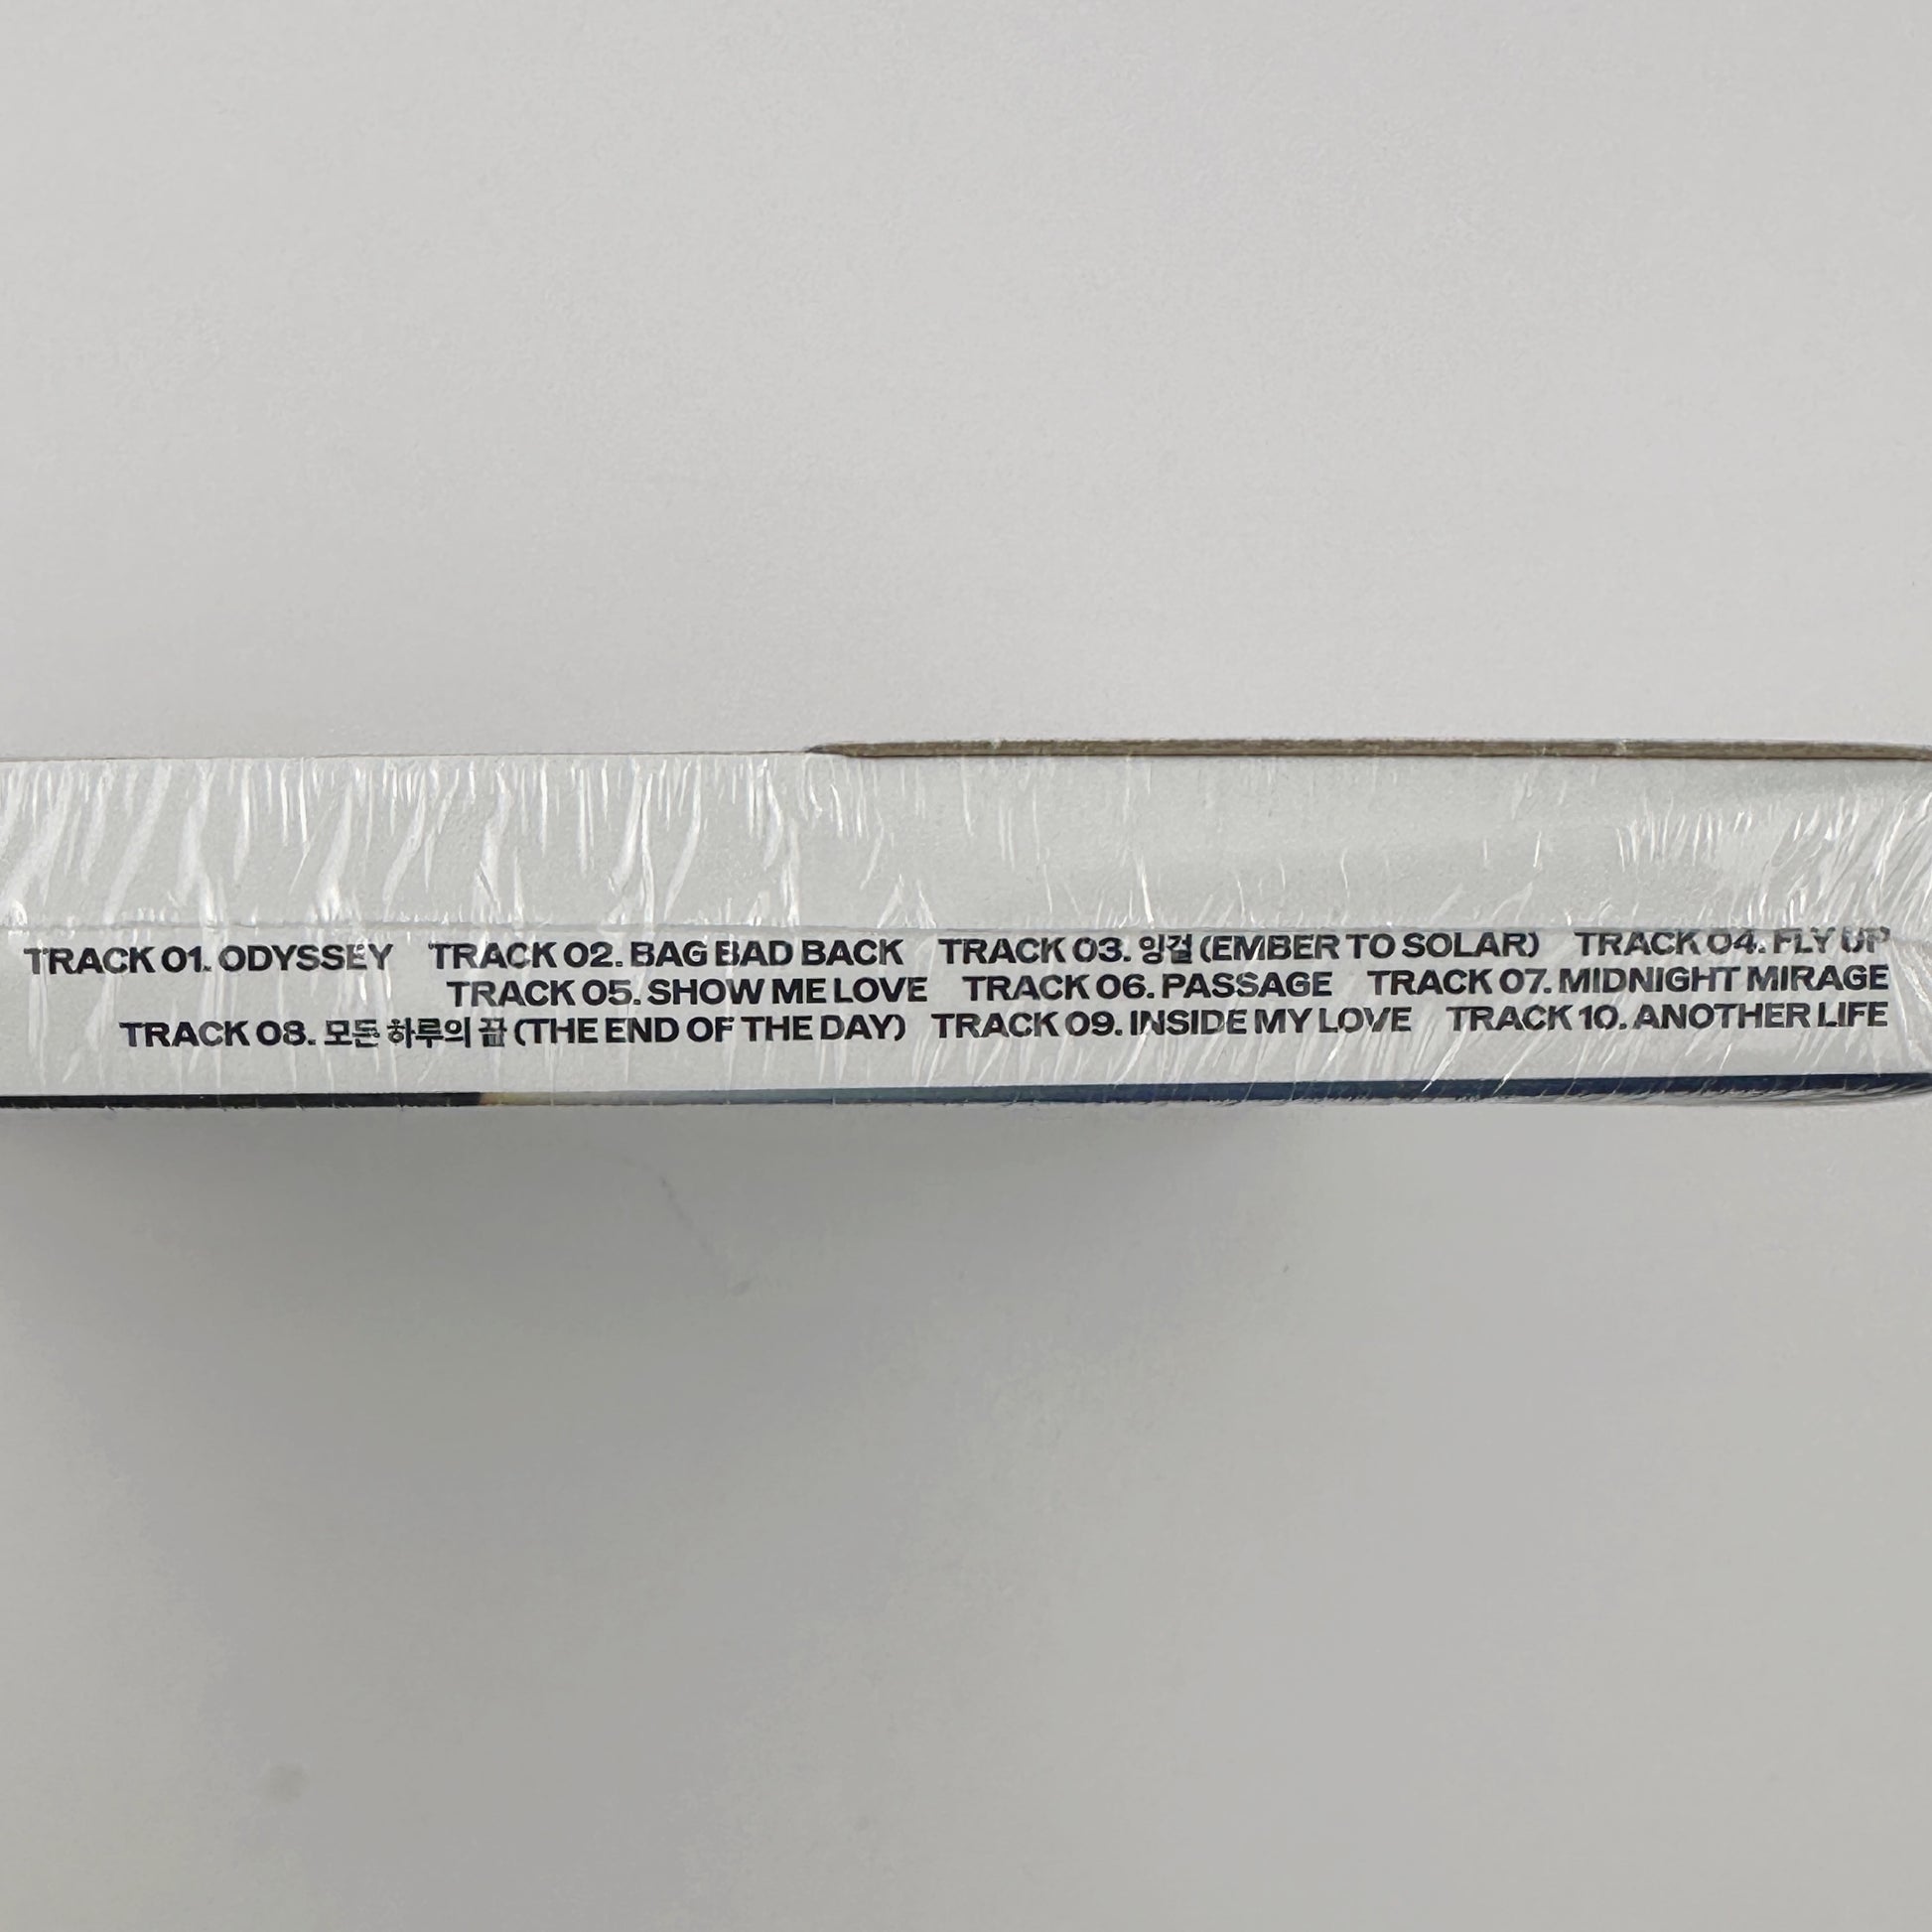 TRACK 01. ODYSSEY TRACK 02. BAG BAD BACK TRACK 03. 잉걸 (EMBER TO SOLAR) TRACK 04. FLY UP
TRACK 05. SHOW ME LOVE TRACK 06. PASSAGE TRACK 07. MIDNIGHT MIRAGE
TRACK 08. 모든 하루의 끝 (THE END OF THE DAY) TRACK 09. INSIDE MY LOVE TRACK 10. ANOTHER LIFE